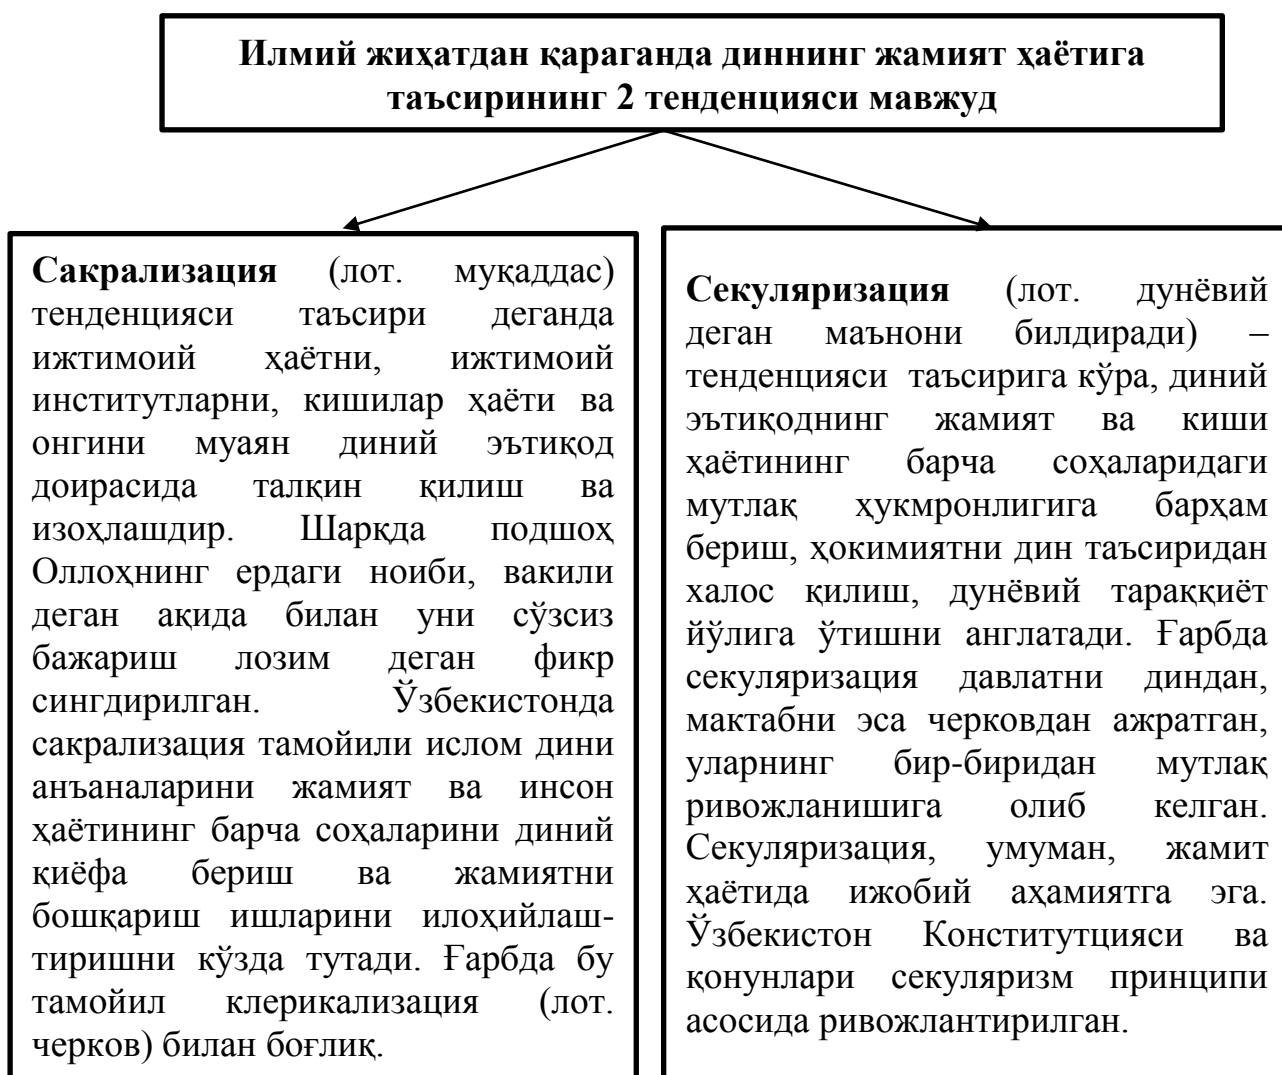 Илмий жиҳатдан қараганда диннинг жамият ҳаётига
таъсирининг 2 тенденцияси мавжуд
Сакрализация (лот. муқаддас)
тенденцияси таъсири деганда
ижтимоий ҳаётни, ижтимоий
институтларни, кишилар ҳаёти ва
онгини муаян диний эътиқод
доирасида талқин қилиш ва
изоҳлашдир. Шарқда подшоҳ
Оллоҳнинг ердаги ноиби, вакили
деган ақида билан уни сўзсиз
бажариш лозим деган фикр
сингдирилган. Ўзбекистонда
сакрализация тамойили ислом дини
анъаналарини жамият ва инсон
ҳаётининг барча соҳаларини диний
қиёфа бериш ва жамиятни
бошқариш ишларини илоҳийлаш-
тиришни кўзда тутади. Ғарбда бу
тамойил клерикализация (лот.
черков) билан боғлиқ.
Секуляризация (лот. дунёвий
деган маънони билдиради) –
тенденцияси таъсирига кўра, диний
эътиқоднинг жамият ва киши
ҳаётининг барча соҳаларидаги
мутлақ ҳукмронлигига барҳам
бериш, ҳокимиятни дин таъсиридан
халос қилиш, дунёвий тараққиёт
йўлига ўтишни англатади. Ғарбда
секуляризация давлатни диндан,
мактабни эса черковдан ажратган,
уларнинг бир-биридан мутлақ
ривожланишига олиб келган.
Секуляризация, умуман, жамит
ҳаётида ижобий аҳамиятга эга.
Ўзбекистон Конститутцияси ва
қонунлари секуляризм принципи
асосида ривожлантирилган.